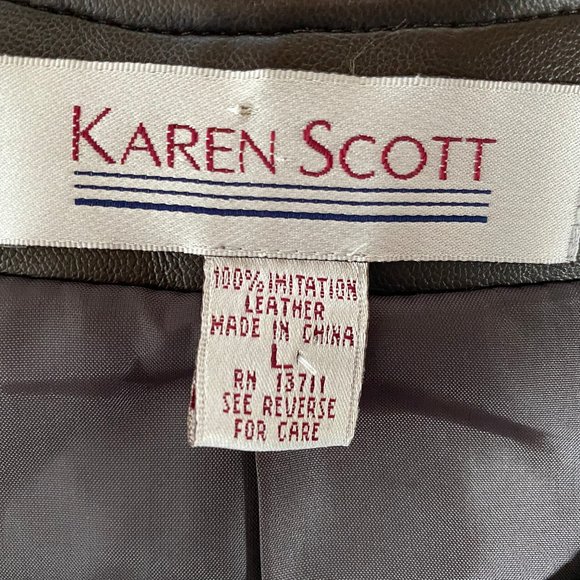 KAREN SCOTT
100% IMITATION
LEATHER
MADE IN CHINA
L
RN 13711
SEE REVERSE
FOR CARE